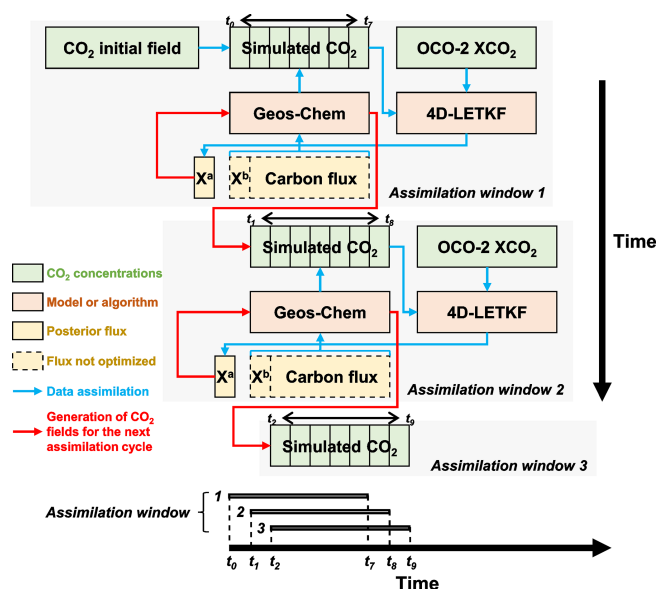 t0 t7
CO2 initial field
Simulated CO2
OCO-2 XCO2
Geos-Chem
4D-LETKF
Xa
Xb Carbon flux
Assimilation window 1
t1 t8
Simulated CO2
OCO-2 XCO2
Time
CO2 concentrations
Model or algorithm
Geos-Chem
4D-LETKF
Posterior flux
Flux not optimized
Xa
Xb Carbon flux
Data assimilation
Assimilation window 2
Generation of CO2
fields for the next
assimilation cycle
t2 t9
Simulated CO2
Assimilation window 3
1
Assimilation window
2
3
t0 t1 t2 t7 t8 t9
Time